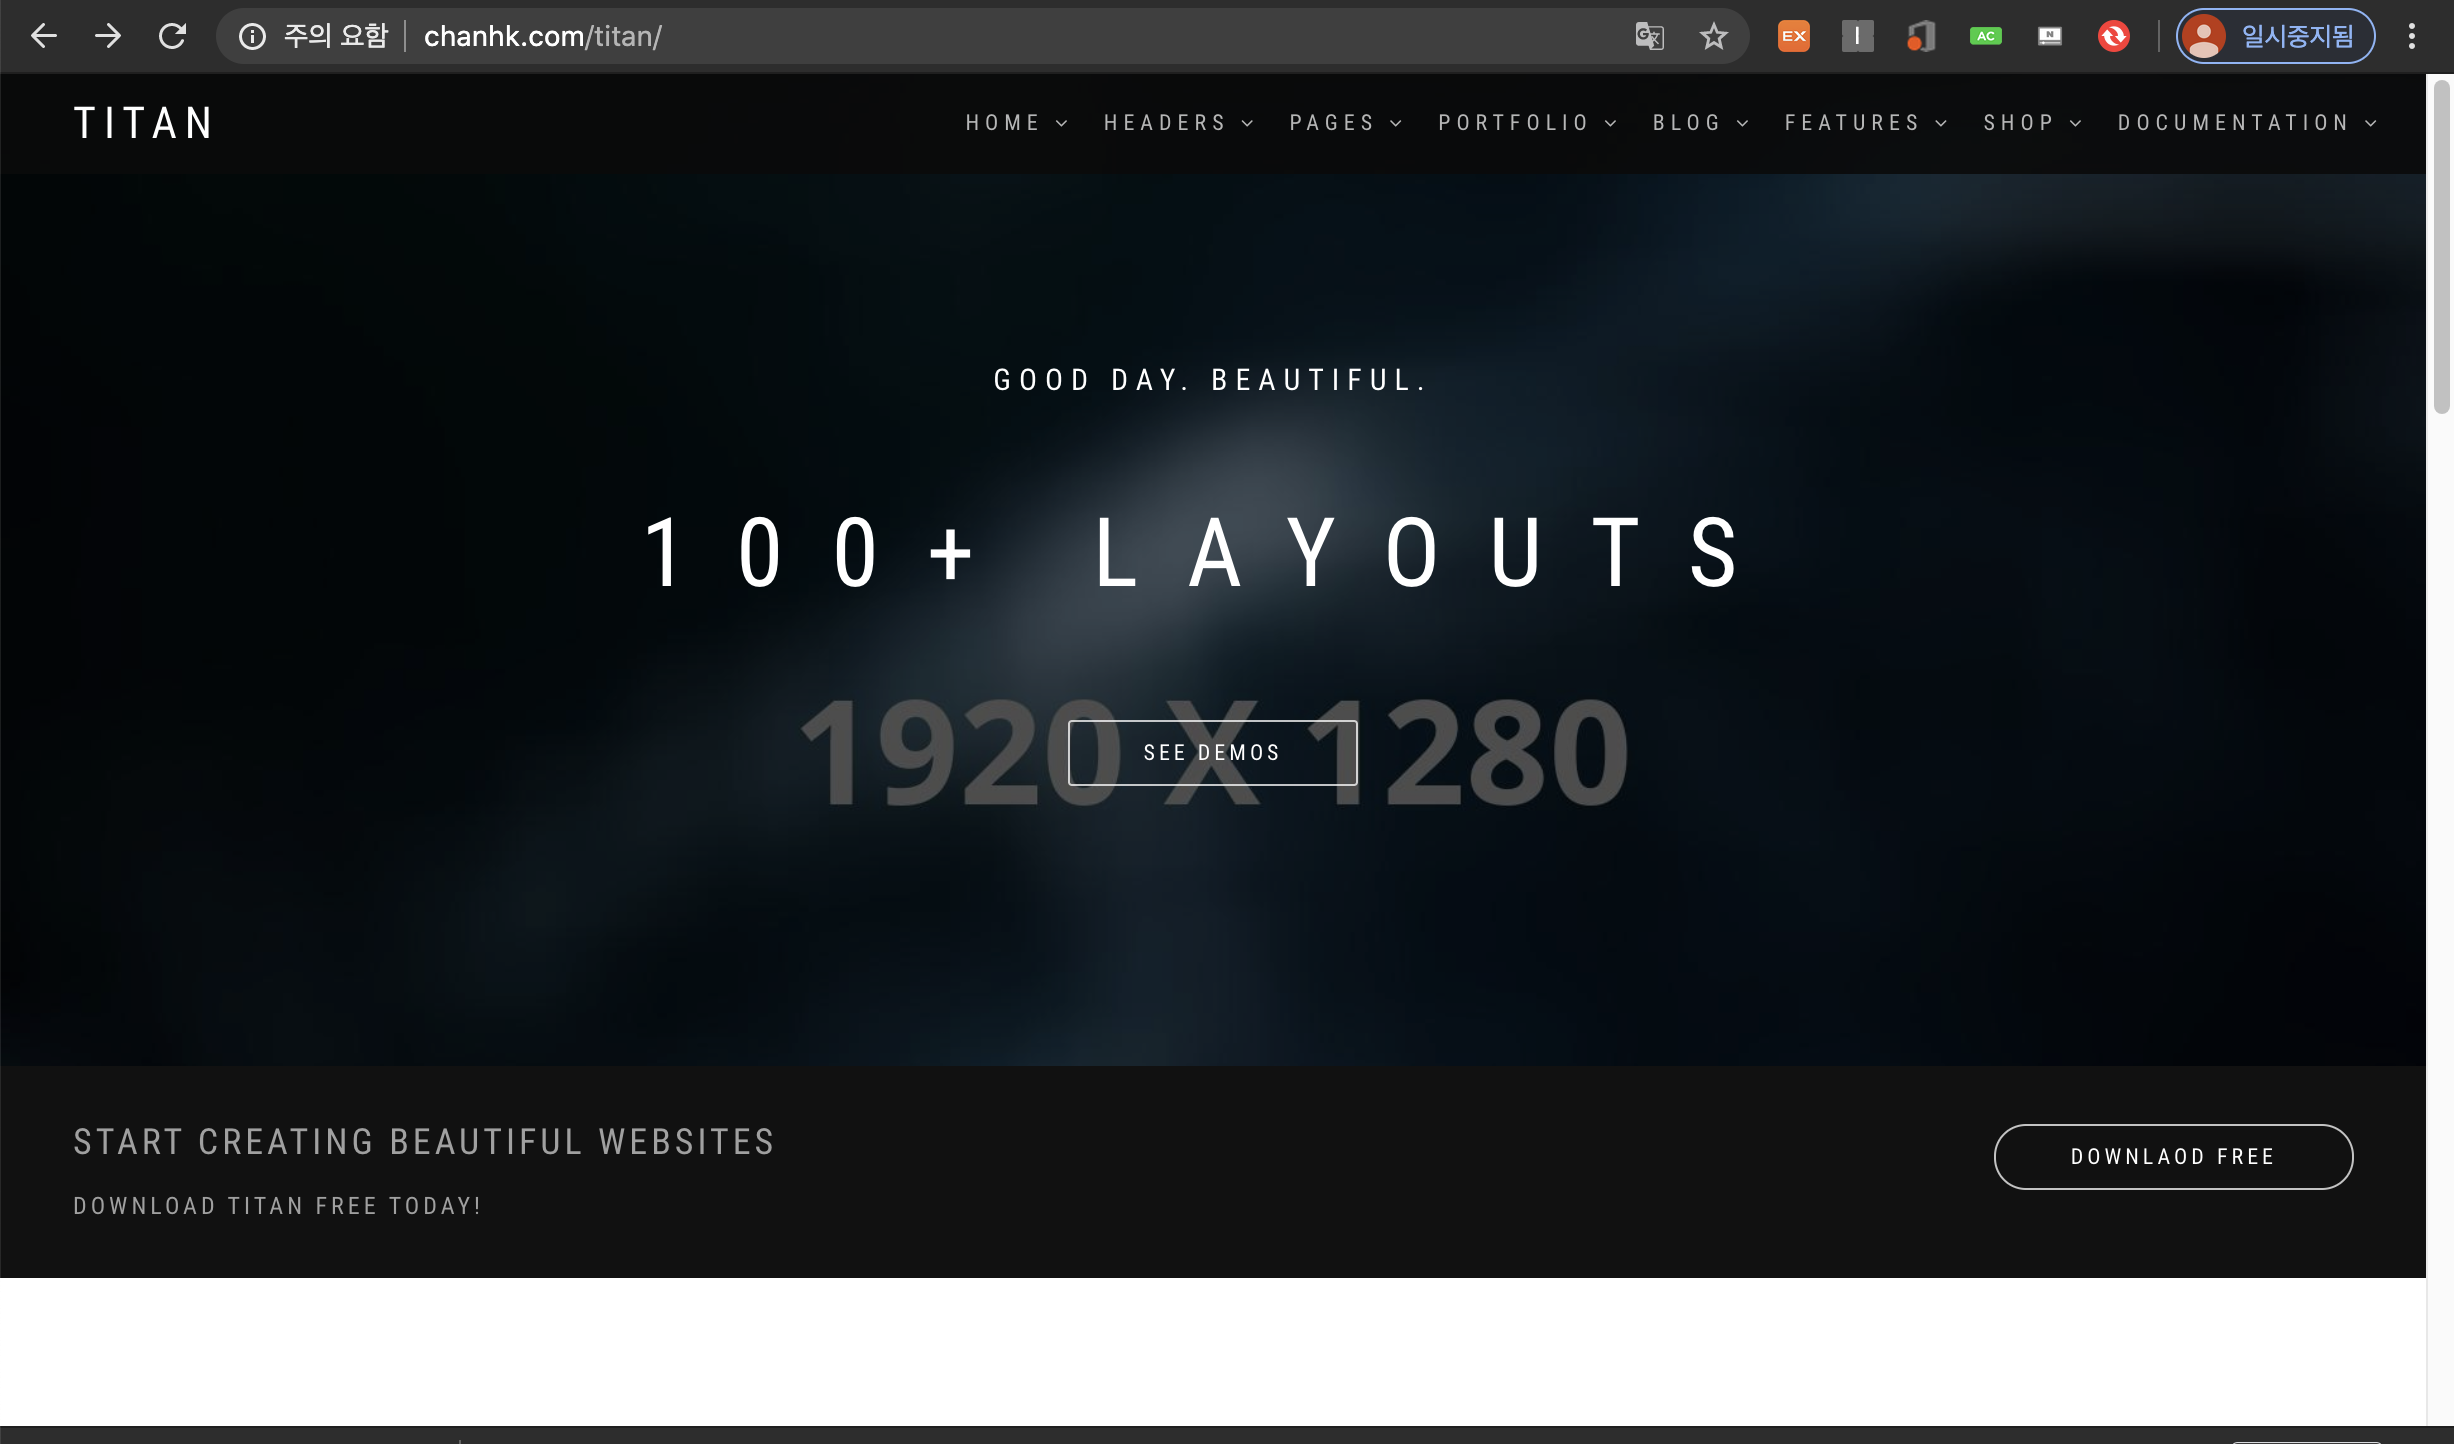 주의 요함 chanhk.com/titan/
EX AC N 일시중지됨
TITAN
HOME HEADERS PAGES PORTFOLIO BLOG FEATURES SHOP DOCUMENTATION
GOOD DAY. BEAUTIFUL.
100+ LAYOUTS
1920 X 1280
SEE DEMOS
START CREATING BEAUTIFUL WEBSITES
DOWNLAOD FREE
DOWNLOAD TITAN FREE TODAY!